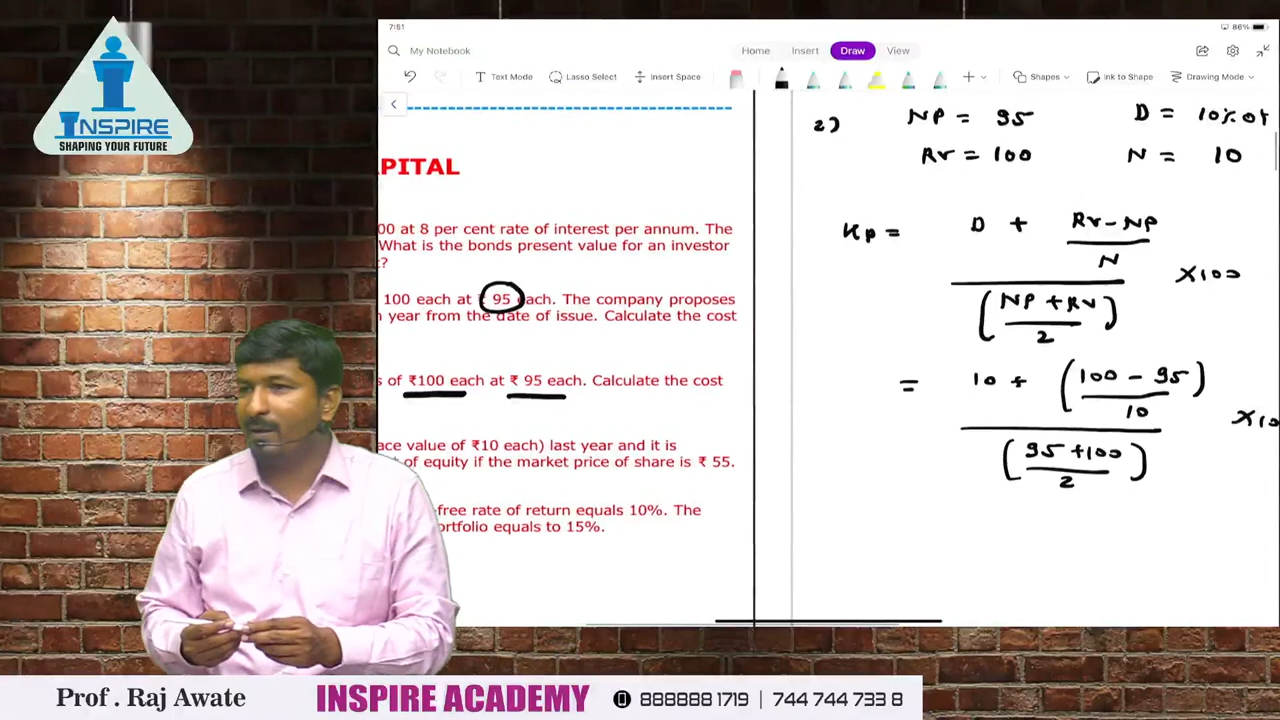 INSPIRE
SHAPING YOUR FUTURE
7:51
86%
My Notebook
Home Insert Draw View
Text Mode Lasso Select Insert Space Shapes Ink to Shape Drawing Mode
PITAL
00 at 8 per cent rate of interest per annum. The
What is the bonds present value for an investor
t?
100 each at ₹ 95 each. The company proposes
year from the date of issue. Calculate the cost
s of ₹100 each at ₹ 95 each. Calculate the cost
ace value of ₹10 each) last year and it is
of equity if the market price of share is ₹ 55.
-free rate of return equals 10%. The
ortfolio equals to 15%.
2) NP = 95 D = 10% of
RV = 100 N = 10
Kp = D + RV - NP
N
×100
(NP + RV)
2
= 10 + (100 - 95)
10
×10
(95 + 100)
2
Prof . Raj Awate INSPIRE ACADEMY 888888 1719 | 744 744 733 8